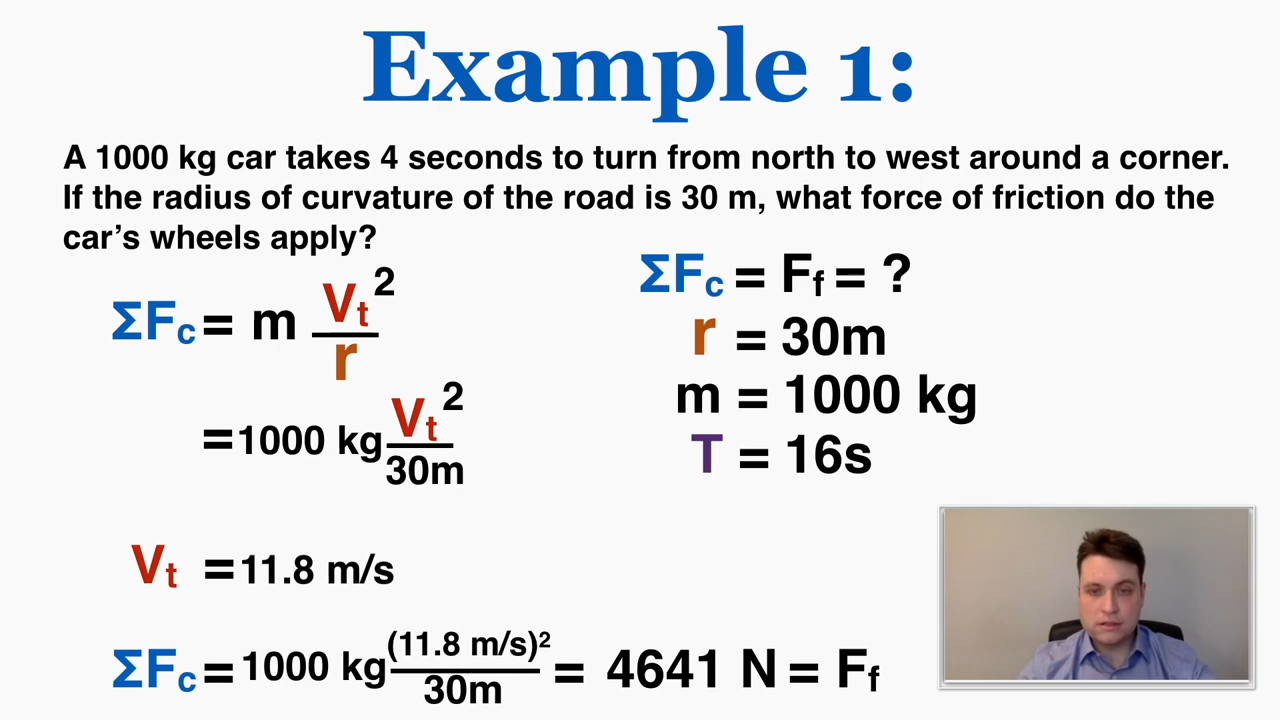 Example 1:
A 1000 kg car takes 4 seconds to turn from north to west around a corner.
If the radius of curvature of the road is 30 m, what force of friction do the
car's wheels apply?
ΣFc = m Vt² / r
= 1000 kg Vt² / 30m
ΣFc = Ff = ?
r = 30m
m = 1000 kg
T = 16s
Vt = 11.8 m/s
ΣFc = 1000 kg (11.8 m/s)² / 30m = 4641 N = Ff